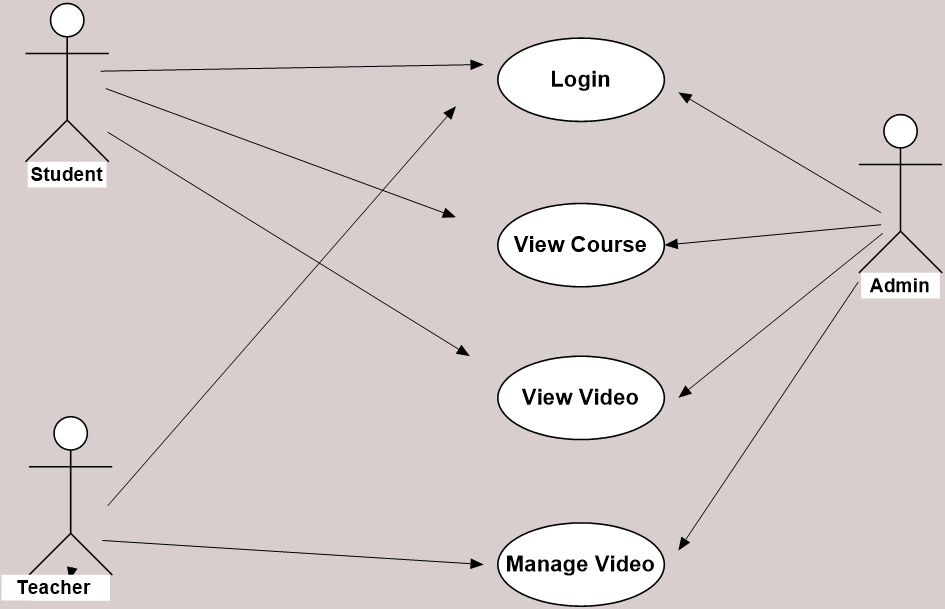 Student
Login
View Course
Admin
View Video
Manage Video
Teacher